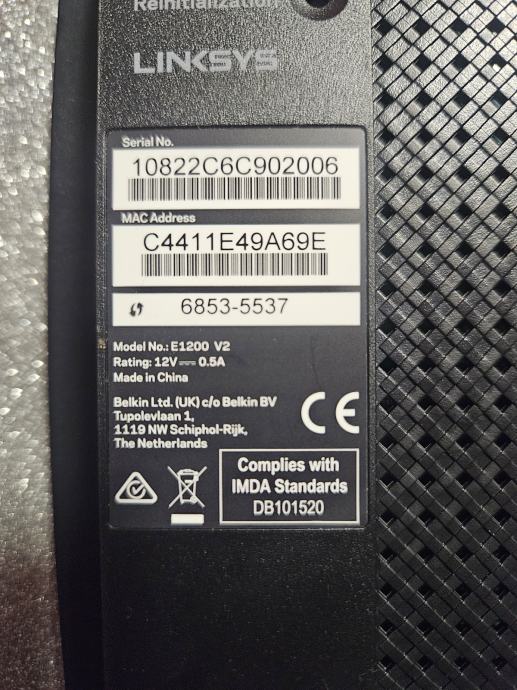 Reinitialization
LINKSYS
Serial No.
10822C6C902006
MAC Address
C4411E49A69E
6853-5537
Model No.: E1200 V2
Rating: 12V⎓0.5A
Made in China
Belkin Ltd. (UK) c/o Belkin BV
Tupolevlaan 1,
1119 NW Schiphol-Rijk,
The Netherlands
CE
Complies with
IMDA Standards
DB101520